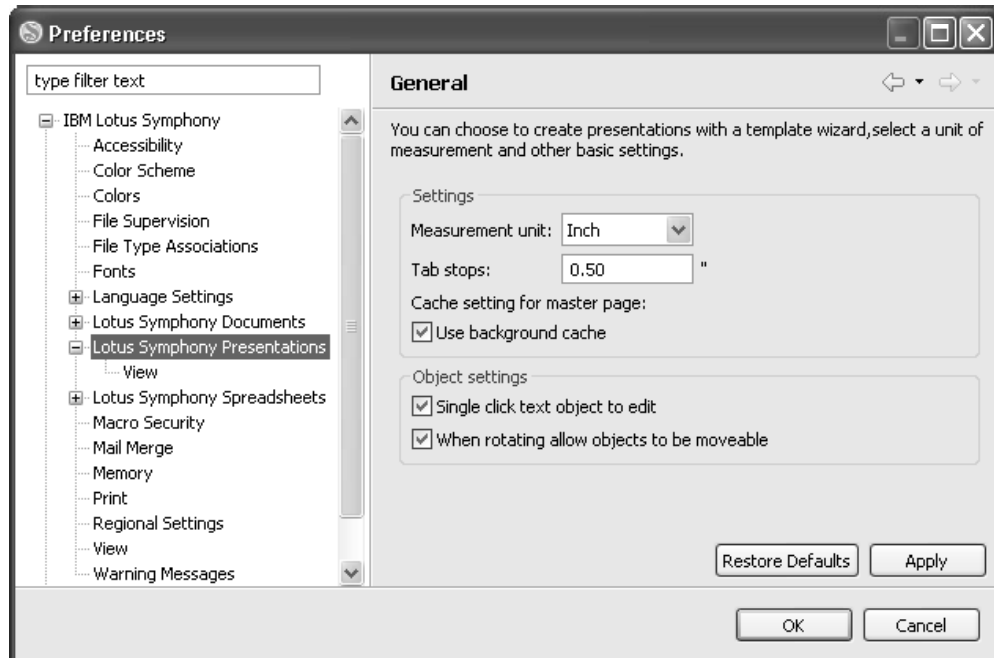 Preferences
type filter text
IBM Lotus Symphony
Accessibility
Color Scheme
Colors
File Supervision
File Type Associations
Fonts
Language Settings
Lotus Symphony Documents
Lotus Symphony Presentations
View
Lotus Symphony Spreadsheets
Macro Security
Mail Merge
Memory
Print
Regional Settings
View
Warning Messages
General
You can choose to create presentations with a template wizard,select a unit of
measurement and other basic settings.
Settings
Measurement unit: Inch
Tab stops: 0.50 "
Cache setting for master page:
Use background cache
Object settings
Single click text object to edit
When rotating allow objects to be moveable
Restore Defaults Apply
OK Cancel